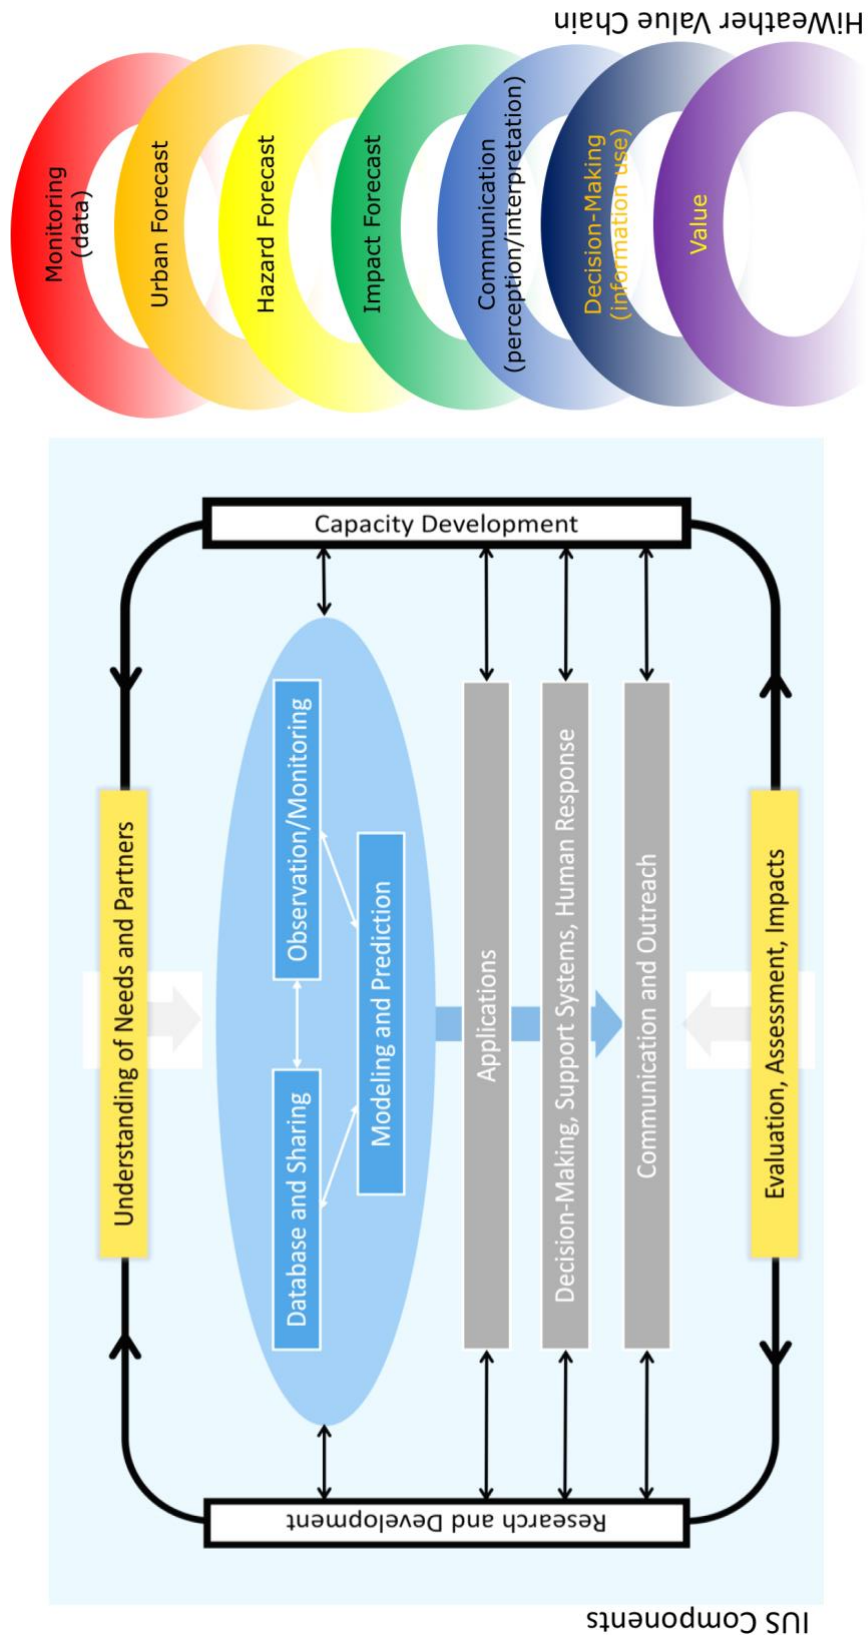 IUS Components
Understanding of Needs and Partners
Research and Development
Database and Sharing
Observation/Monitoring
Modeling and Prediction
Capacity Development
Applications
Decision-Making, Support Systems, Human Response
Communication and Outreach
Evaluation, Assessment, Impacts
HiWeather Value Chain
Monitoring
(data)
Urban Forecast
Hazard Forecast
Impact Forecast
Communication
(perception/interpretation)
Decision-Making
(information use)
Value